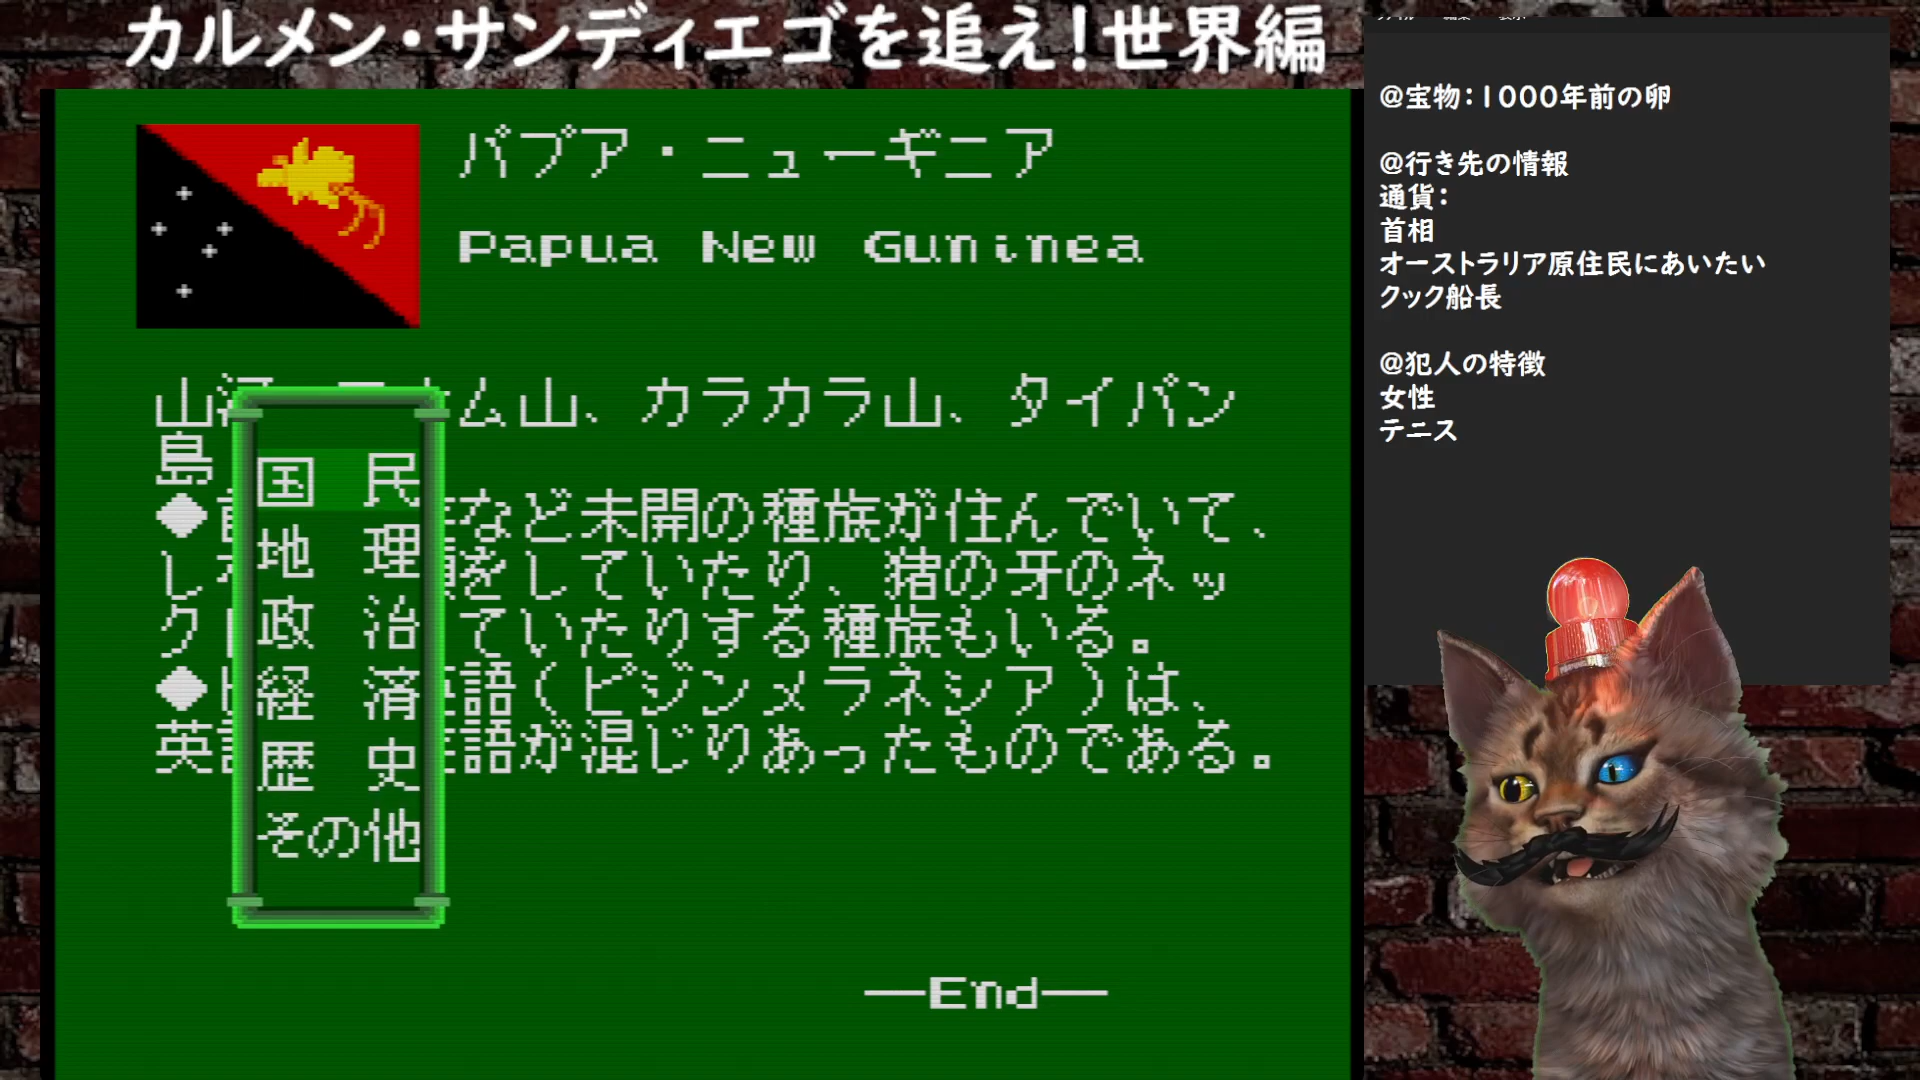 カルメン・サンディエゴを追え!世界編
パプア・ニューギニア
Papua New Guninea
山 ム山、カラカラ山、タイバン
島
◆ など未開の種族が住んでいて、
し をしていたり、猪の牙のネッ
ク ていたりする種族もいる。
◆ 語(ピジンメラネシア)は、
英 語が混じりあったものである。
国 民
地 理
政 治
経 済
歴 史
その他
—End—
@宝物:1000年前の卵
@行き先の情報
通貨:
首相
オーストラリア原住民にあいたい
クック船長
@犯人の特徴
女性
テニス